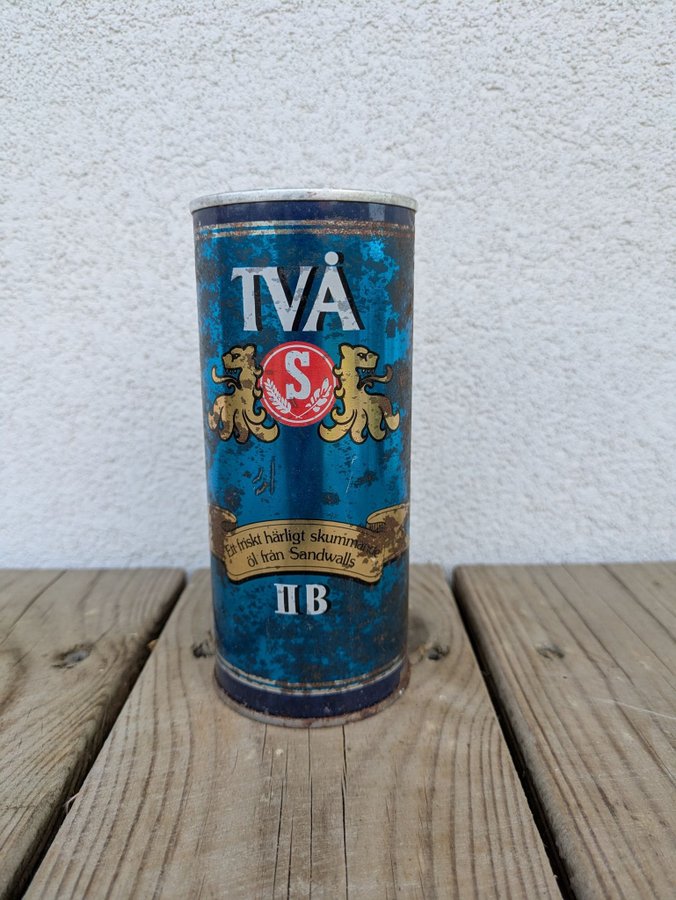 TVÅ
S
Ett friskt härligt skummande
öl från Sandwalls
II B